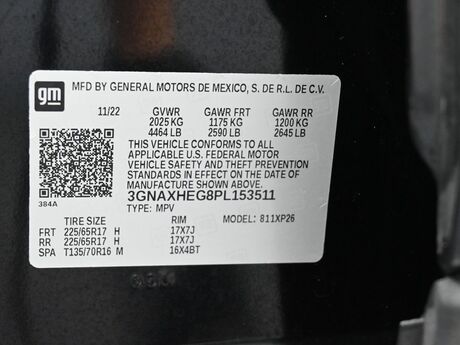 gm
MFD BY GENERAL MOTORS DE MEXICO, S. DE R.L. DE C.V.
11/22 GVWR GAWR FRT GAWR RR
2025 KG 1175 KG 1200 KG
4464 LB 2590 LB 2645 LB
THIS VEHICLE CONFORMS TO ALL
APPLICABLE U.S. FEDERAL MOTOR
VEHICLE SAFETY AND THEFT PREVENTION
STANDARDS IN EFFECT ON THE DATE OF
MANUFACTURE SHOWN ABOVE.
3GNAXHEG8PL153511
384A
TYPE: MPV
TIRE SIZE RIM MODEL: 811XP26
FRT 225/65R17 H 17X7J
RR 225/65R17 H 17X7J
SPA T135/70R16 M 16X4BT